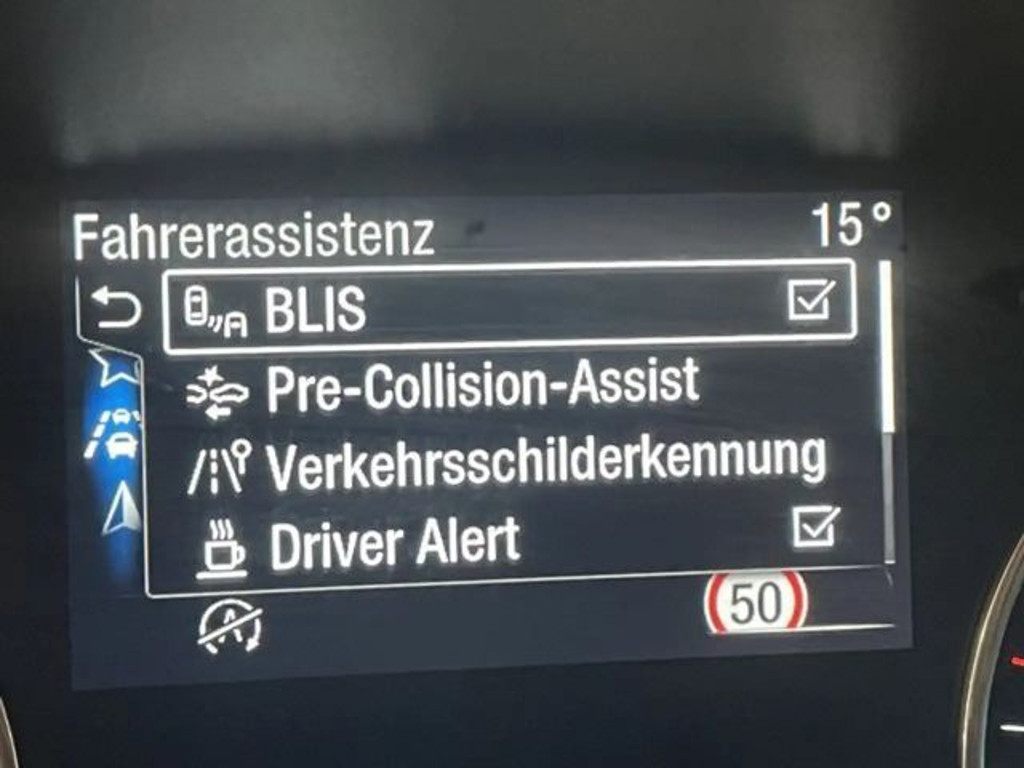 Fahrerassistenz 15°
BLIS
Pre-Collision-Assist
Verkehrsschilderkennung
Driver Alert
50